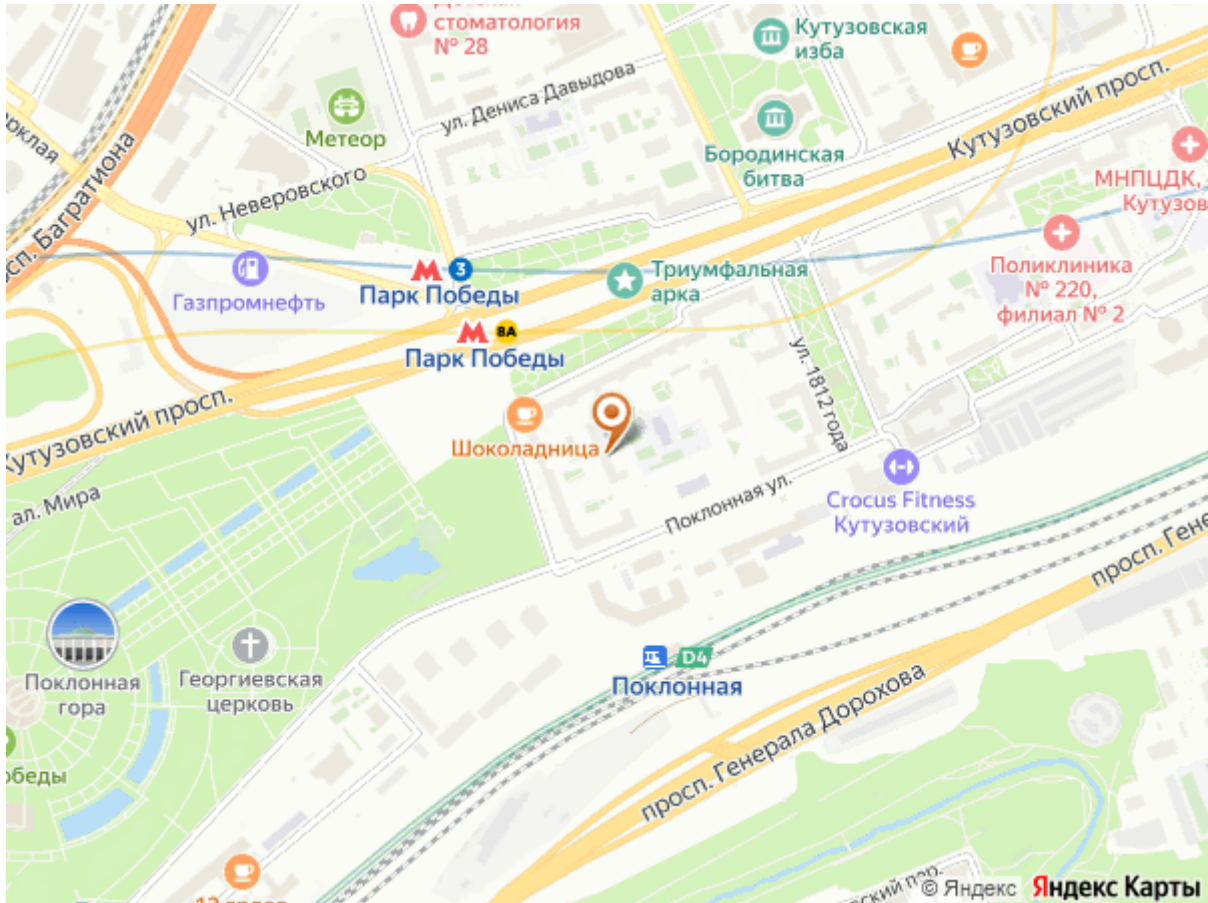 стоматология
№ 28
Кутузовская
изба
ул. Дениса Давыдова
Метеор
Кутузовский просп.
Бородинская
битва
МНПЦДК,
Кутузов
ул. Неверовского
просп. Багратиона
Поликлиника
№ 220,
филиал № 2
Газпромнефть
3
Парк Победы
Триумфальная
арка
8А
Парк Победы
ул. 1812 года
Кутузовский просп.
Шоколадница
ал. Мира
Поклонная ул.
Crocus Fitness
Кутузовский
просп. Гене
Поклонная
гора
Георгиевская
церковь
D4
Поклонная
просп. Генерала Дорохова
обеды
© Яндекс
Яндекс Карты